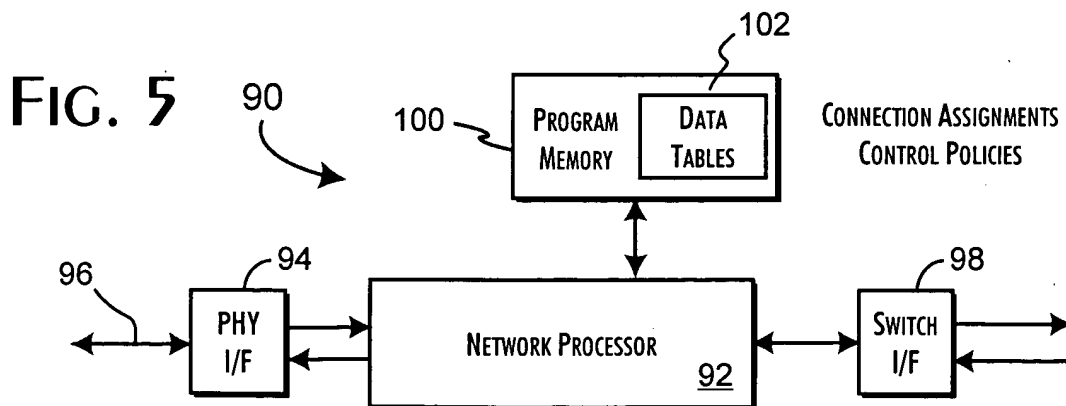 FIG. 5
90
102
100
PROGRAM
MEMORY
DATA
TABLES
CONNECTION ASSIGNMENTS
CONTROL POLICIES
96
94
PHY
I/F
NETWORK PROCESSOR
92
98
SWITCH
I/F